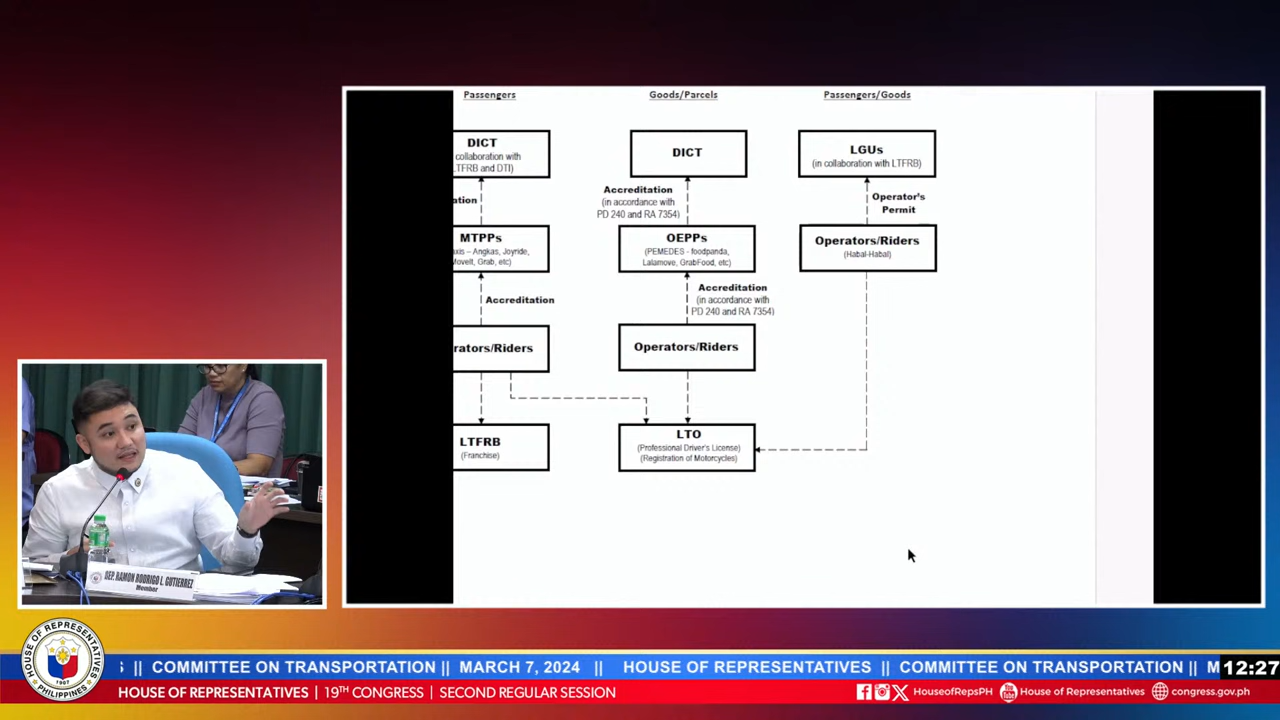 Passengers
Goods/Parcels
Passengers/Goods
DICT
collaboration with
LTFRB and DTI)
DICT
LGUs
(in collaboration with LTFRB)
Accreditation
(in accordance with
PD 240 and RA 7354)
Operator's
Permit
MTPPs
– Angkas, Joyride,
Grab, etc)
OEPPs
(PEMEDES - foodpanda,
Lalamove, GrabFood, etc)
Operators/Riders
(Habal-Habal)
Accreditation
Accreditation
(in accordance with
PD 240 and RA 7354)
rators/Riders
Operators/Riders
LTFRB
(Franchise)
LTO
(Professional Driver's License)
(Registration of Motorcycles)
REP. RAMON RODRIGO L. GUTIERREZ
Member
HOUSE OF REPRESENTATIVES
PHILIPPINES
1907
S || COMMITTEE ON TRANSPORTATION || MARCH 7, 2024 || HOUSE OF REPRESENTATIVES || COMMITTEE ON TRANSPORTATION || M
12:27
HOUSE OF REPRESENTATIVES | 19TH CONGRESS | SECOND REGULAR SESSION
HouseofRepsPH
House of Representatives
congress.gov.ph